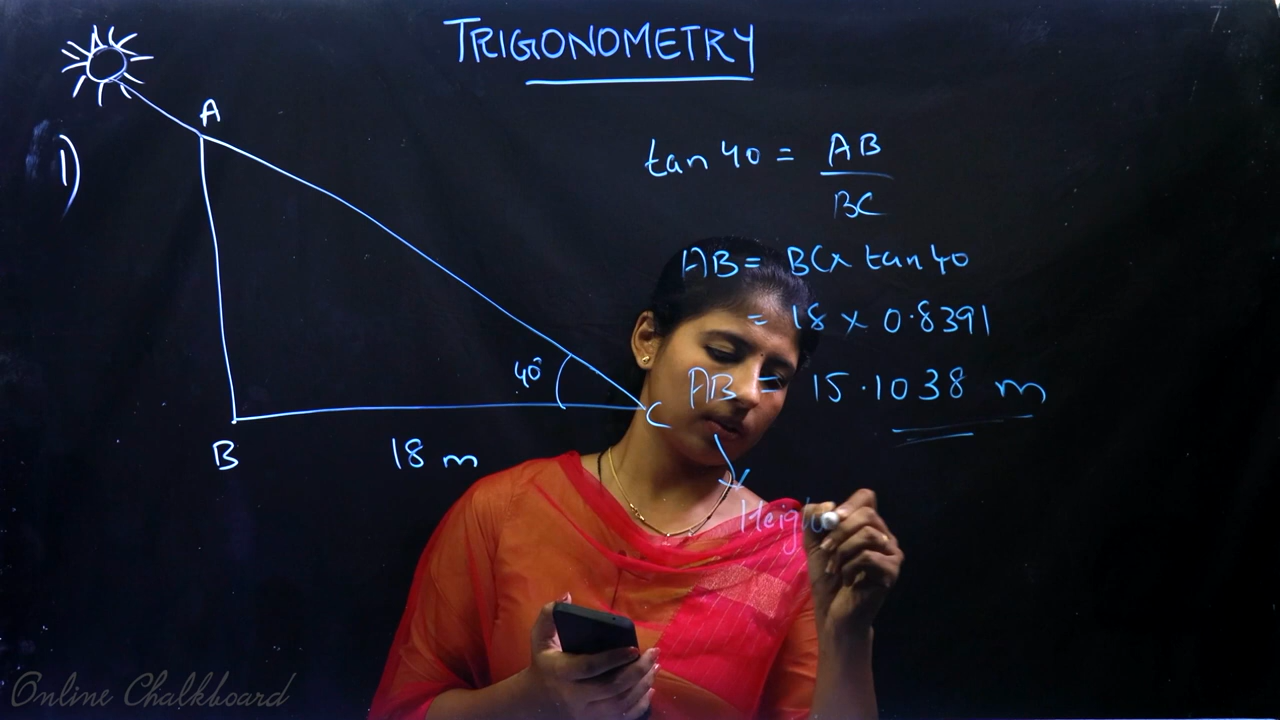 TRIGONOMETRY
1)
A
tan 40 = AB / BC
AB = BC x tan 40
= 18 x 0.8391
AB = 15.1038 m
40°
C
B
18 m
Online Chalkboard